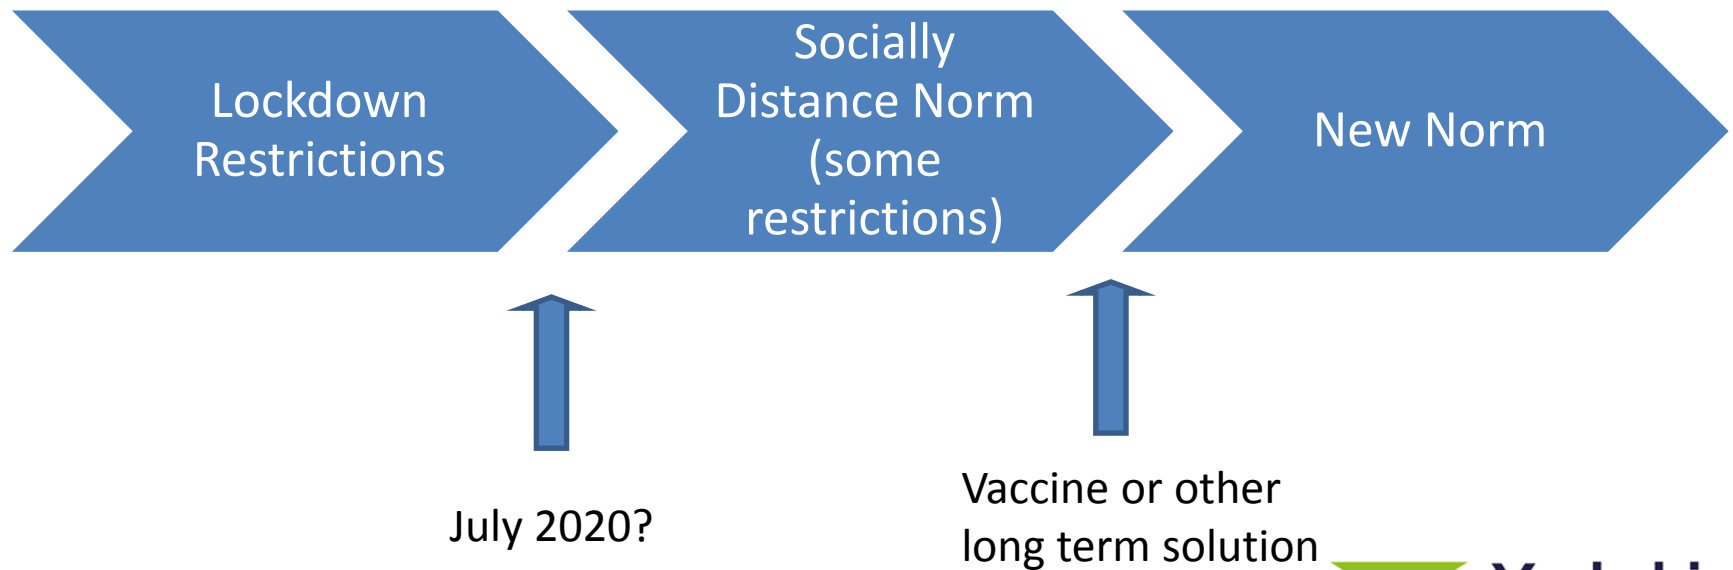 Lockdown
Restrictions
Socially
Distance Norm
(some
restrictions)
New Norm
July 2020?
Vaccine or other
long term solution